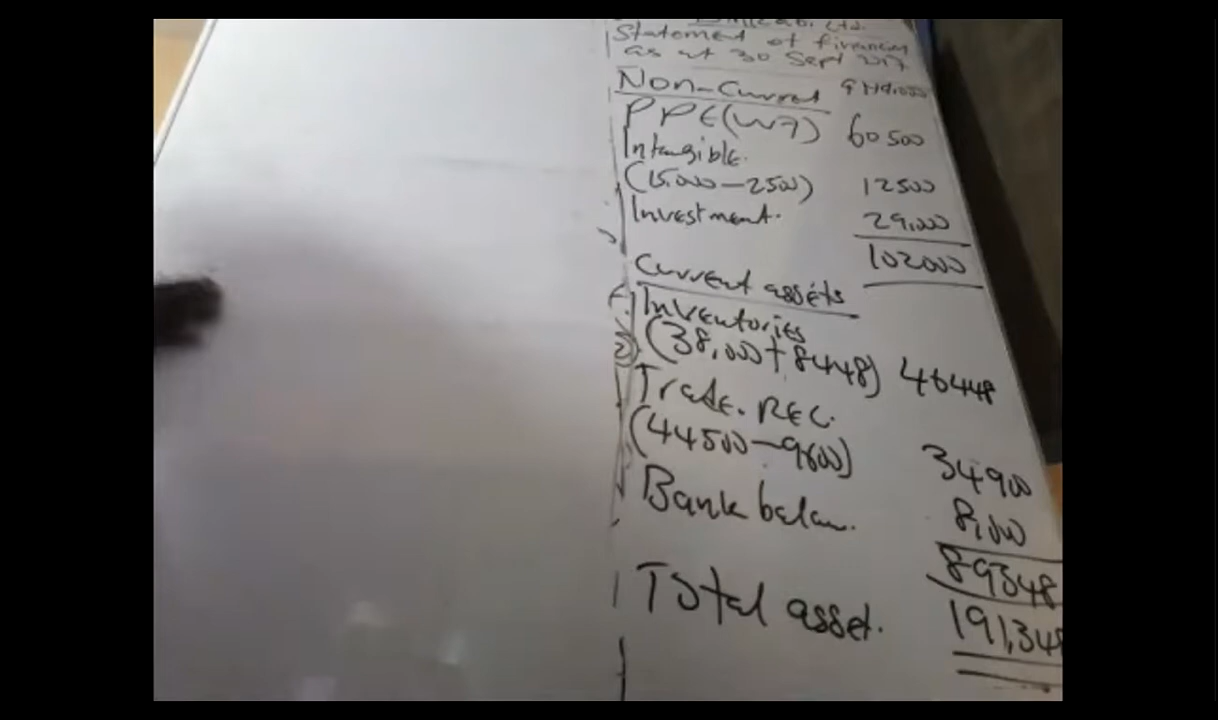 Statement of financial
as at 30 Sept 2017
Non-Current
PPE (W7) 60500
Intangible.
(15,000-2500) 12500
Investment. 29,000
102000
Current assets
Inventories
(38,000+8448) 46448
Trade. REC.
(44500-9600) 34900
Bank balan. 8,000
89348
Total asset. 191,348